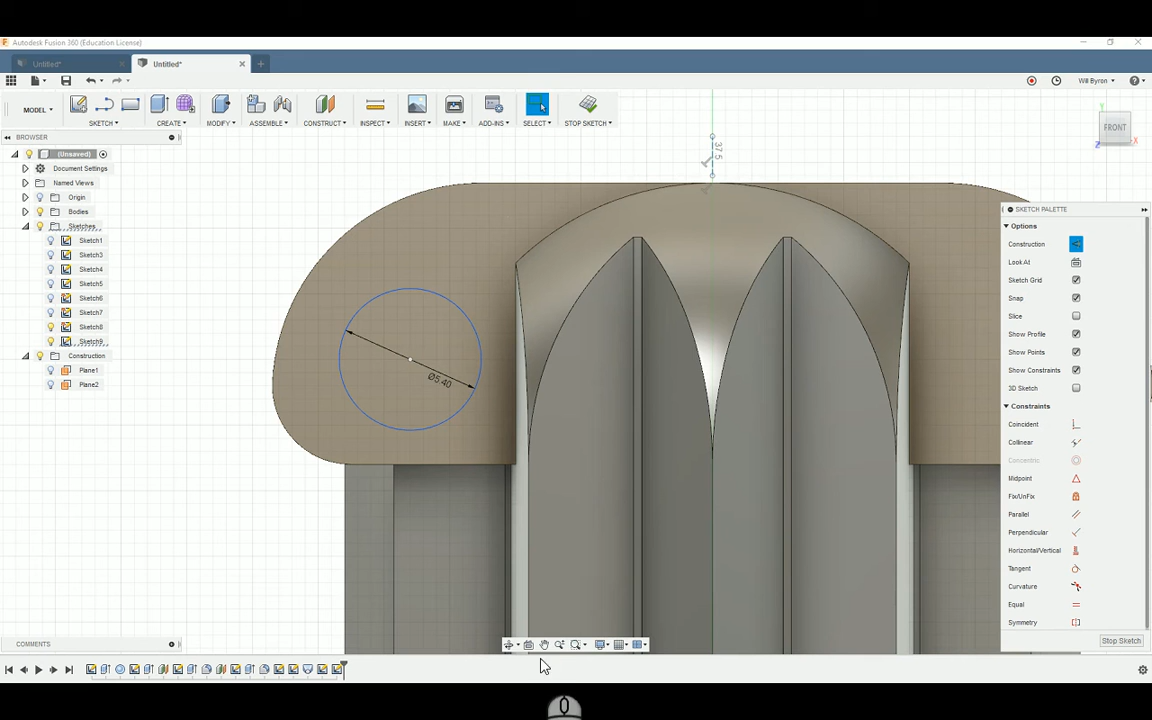 Autodesk Fusion 360 (Education License)
Untitled*
Untitled*
Will Byron
MODEL
SKETCH
CREATE
MODIFY
ASSEMBLE
CONSTRUCT
INSPECT
INSERT
MAKE
ADD-INS
SELECT
STOP SKETCH
BROWSER
(Unsaved)
Document Settings
Named Views
Origin
Bodies
Sketches
Sketch1
Sketch3
Sketch4
Sketch5
Sketch6
Sketch7
Sketch8
Sketch9
Construction
Plane1
Plane2
37.5
Ø5.40
Y
FRONT
Z
X
SKETCH PALETTE
Options
Construction
Look At
Sketch Grid
Snap
Slice
Show Profile
Show Points
Show Constraints
3D Sketch
Constraints
Coincident
Collinear
Concentric
Midpoint
Fix/UnFix
Parallel
Perpendicular
Horizontal/Vertical
Tangent
Curvature
Equal
Symmetry
Stop Sketch
COMMENTS